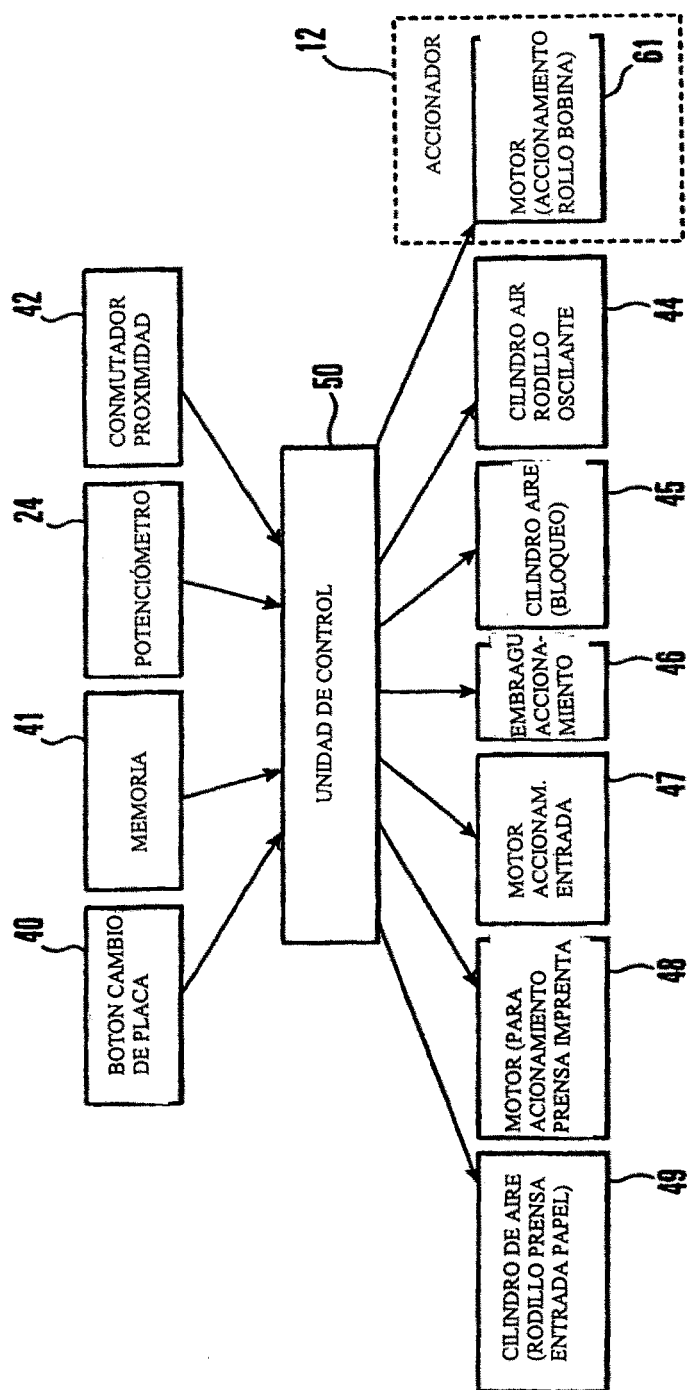 40
BOTON CAMBIO
DE PLACA
41
MEMORIA
24
POTENCIÓMETRO
42
CONMUTADOR
PROXIMIDAD
50
UNIDAD DE CONTROL
12
ACCIONADOR
MOTOR
(ACCIONAMIENTO
ROLLO BOBINA)
61
CILINDRO DE AIRE
(RODILLO PRENSA
ENTRADA PAPEL)
49
MOTOR (PARA
ACIONAMIENTO
PRENSA IMPRENTA
48
MOTOR
ACCIONAM.
ENTRADA
47
EMBRAGU
ACCIONA-
MIENTO
46
CILINDRO AIRE
(BLOQUEO)
45
CILINDRO AIR
RODILLO
OSCILANTE
44